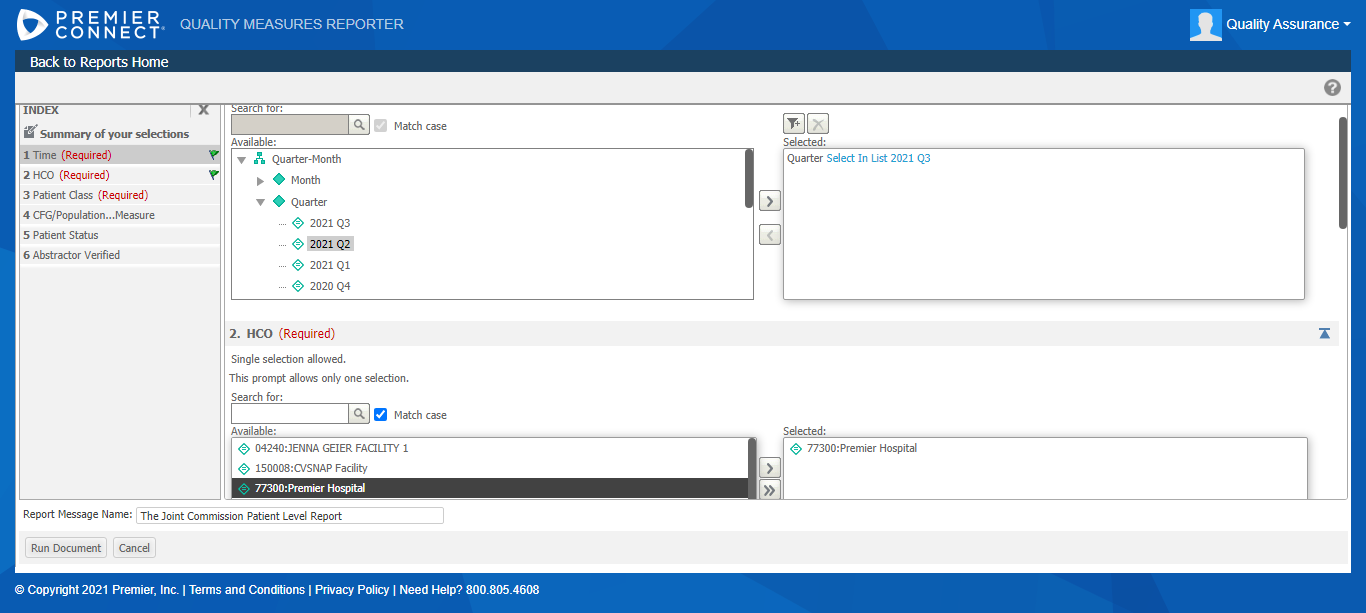 PREMIER CONNECT
QUALITY MEASURES REPORTER
Quality Assurance
Back to Reports Home
?
INDEX X
Summary of your selections
1 Time (Required)
2 HCO (Required)
3 Patient Class (Required)
4 CFG/Population...Measure
5 Patient Status
6 Abstractor Verified
Search for:
Match case
Available:
Quarter-Month
Month
Quarter
2021 Q3
2021 Q2
2021 Q1
2020 Q4
Selected:
Quarter Select In List 2021 Q3
2. HCO (Required)
Single selection allowed.
This prompt allows only one selection.
Search for:
Match case
Available:
04240:JENNA GEIER FACILITY 1
150008:CVSNAP Facility
77300:Premier Hospital
Selected:
77300:Premier Hospital
Report Message Name: The Joint Commission Patient Level Report
Run Document Cancel
© Copyright 2021 Premier, Inc. | Terms and Conditions | Privacy Policy | Need Help? 800.805.4608